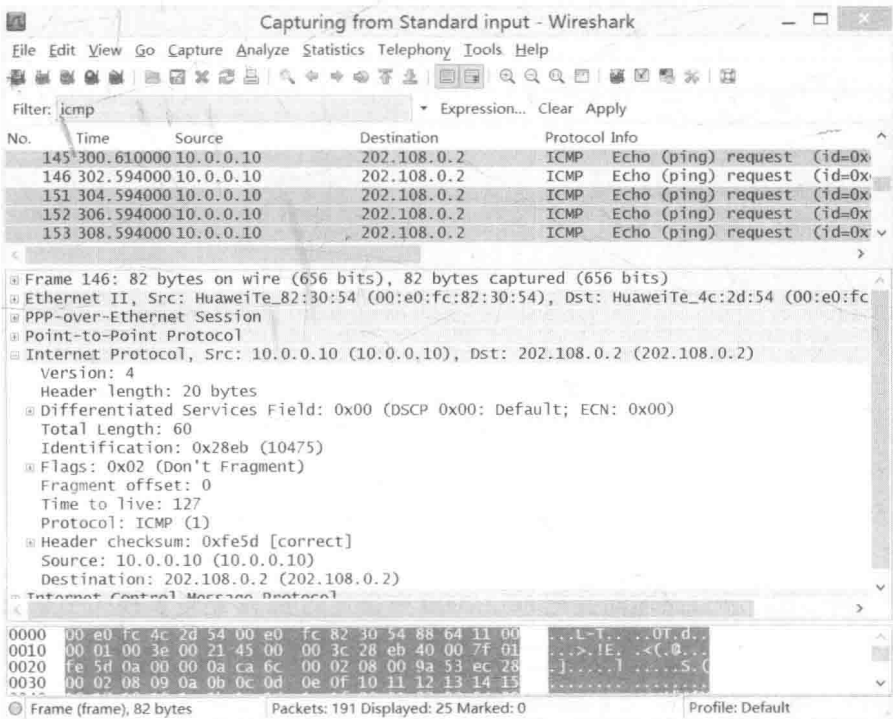 Capturing from Standard input - Wireshark
File Edit View Go Capture Analyze Statistics Telephony Tools Help
Filter: icmp Expression... Clear Apply
No. Time Source Destination Protocol Info
145 300.610000 10.0.0.10 202.108.0.2 ICMP Echo (ping) request (id=0x
146 302.594000 10.0.0.10 202.108.0.2 ICMP Echo (ping) request (id=0x
151 304.594000 10.0.0.10 202.108.0.2 ICMP Echo (ping) request (id=0x
152 306.594000 10.0.0.10 202.108.0.2 ICMP Echo (ping) request (id=0x
153 308.594000 10.0.0.10 202.108.0.2 ICMP Echo (ping) request (id=0x
Frame 146: 82 bytes on wire (656 bits), 82 bytes captured (656 bits)
Ethernet II, Src: HuaweiTe_82:30:54 (00:e0:fc:82:30:54), Dst: HuaweiTe_4c:2d:54 (00:e0:fc
PPP-over-Ethernet Session
Point-to-Point Protocol
Internet Protocol, Src: 10.0.0.10 (10.0.0.10), Dst: 202.108.0.2 (202.108.0.2)
Version: 4
Header length: 20 bytes
Differentiated Services Field: 0x00 (DSCP 0x00: Default; ECN: 0x00)
Total Length: 60
Identification: 0x28eb (10475)
Flags: 0x02 (Don't Fragment)
Fragment offset: 0
Time to live: 127
Protocol: ICMP (1)
Header checksum: 0xfe5d [correct]
Source: 10.0.0.10 (10.0.0.10)
Destination: 202.108.0.2 (202.108.0.2)
Internet Control Message Protocol
0000 00 e0 fc 4c 2d 54 00 e0 fc 82 30 54 88 64 11 00 ...L-T.. ..0T.d..
0010 00 01 00 3e 00 21 45 00 00 3c 28 eb 40 00 7f 01 ...>.!E. .<(.@...
0020 fe 5d 0a 00 00 0a ca 6c 00 02 08 00 9a 53 ec 28 .].....l .....S.(
0030 00 02 08 09 0a 0b 0c 0d 0e 0f 10 11 12 13 14 15 ........ ........
Frame (frame), 82 bytes Packets: 191 Displayed: 25 Marked: 0 Profile: Default